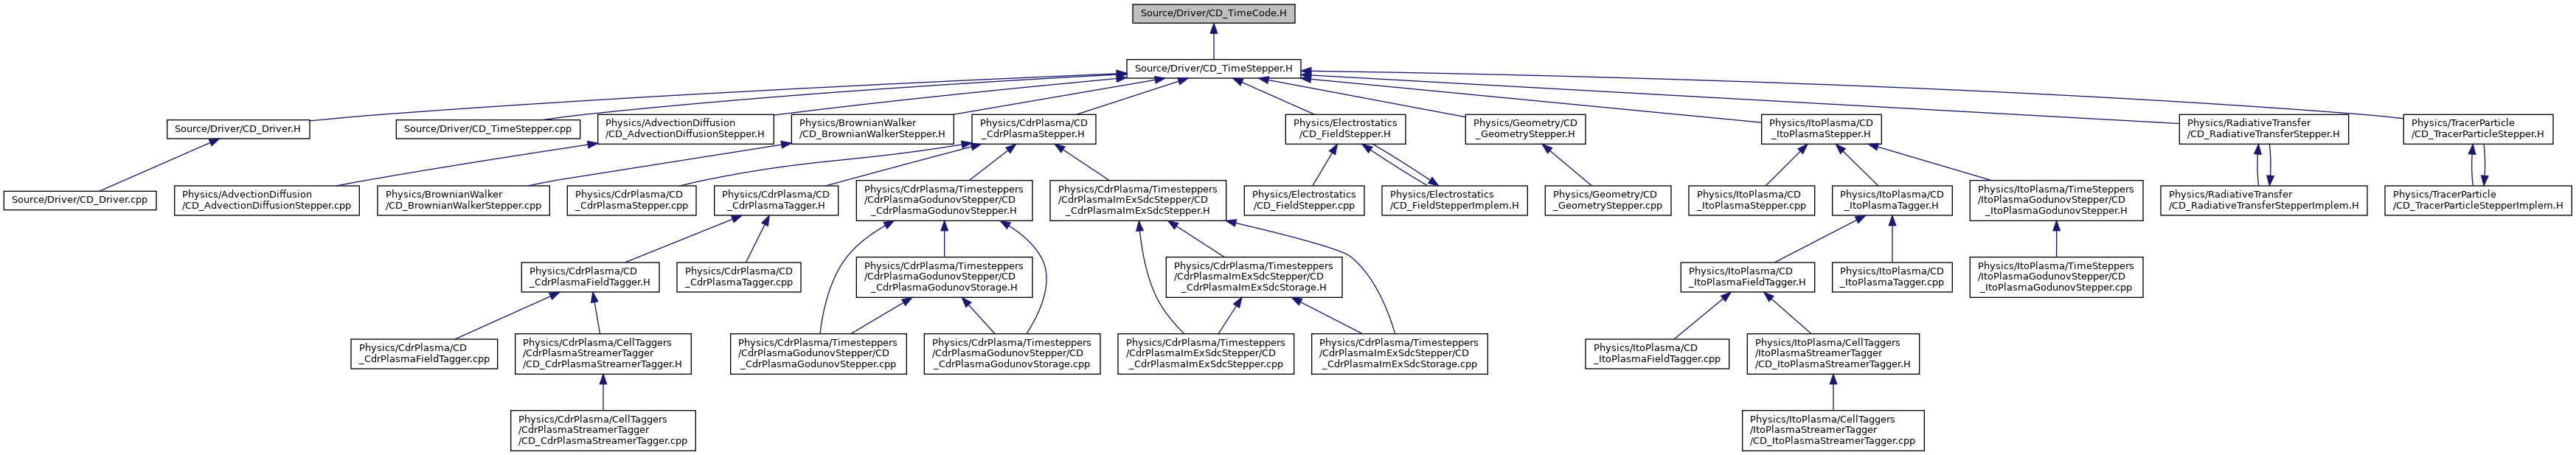 Source/Driver/CD_TimeCode.H
Source/Driver/CD_TimeStepper.H
Source/Driver/CD_Driver.H
Source/Driver/CD_TimeStepper.cpp
Physics/AdvectionDiffusion
/CD_AdvectionDiffusionStepper.H
Physics/BrownianWalker
/CD_BrownianWalkerStepper.H
Physics/CdrPlasma/CD
_CdrPlasmaStepper.H
Physics/Electrostatics
/CD_FieldStepper.H
Physics/Geometry/CD
_GeometryStepper.H
Physics/ItoPlasma/CD
_ItoPlasmaStepper.H
Physics/RadiativeTransfer
/CD_RadiativeTransferStepper.H
Physics/TracerParticle
/CD_TracerParticleStepper.H
Source/Driver/CD_Driver.cpp
Physics/AdvectionDiffusion
/CD_AdvectionDiffusionStepper.cpp
Physics/BrownianWalker
/CD_BrownianWalkerStepper.cpp
Physics/CdrPlasma/CD
_CdrPlasmaStepper.cpp
Physics/CdrPlasma/CD
_CdrPlasmaTagger.H
Physics/CdrPlasma/Timesteppers
/CdrPlasmaGodunovStepper/CD
_CdrPlasmaGodunovStepper.H
Physics/CdrPlasma/Timesteppers
/CdrPlasmaImExSdcStepper/CD
_CdrPlasmaImExSdcStepper.H
Physics/Electrostatics
/CD_FieldStepper.cpp
Physics/Electrostatics
/CD_FieldStepperImplem.H
Physics/Geometry/CD
_GeometryStepper.cpp
Physics/ItoPlasma/CD
_ItoPlasmaStepper.cpp
Physics/ItoPlasma/CD
_ItoPlasmaTagger.H
Physics/ItoPlasma/TimeSteppers
/ItoPlasmaGodunovStepper/CD
_ItoPlasmaGodunovStepper.H
Physics/RadiativeTransfer
/CD_RadiativeTransferStepperImplem.H
Physics/TracerParticle
/CD_TracerParticleStepperImplem.H
Physics/CdrPlasma/CD
_CdrPlasmaFieldTagger.H
Physics/CdrPlasma/CD
_CdrPlasmaTagger.cpp
Physics/CdrPlasma/Timesteppers
/CdrPlasmaGodunovStepper/CD
_CdrPlasmaGodunovStorage.H
Physics/CdrPlasma/Timesteppers
/CdrPlasmaImExSdcStepper/CD
_CdrPlasmaImExSdcStorage.H
Physics/ItoPlasma/CD
_ItoPlasmaFieldTagger.H
Physics/ItoPlasma/CD
_ItoPlasmaTagger.cpp
Physics/ItoPlasma/TimeSteppers
/ItoPlasmaGodunovStepper/CD
_ItoPlasmaGodunovStepper.cpp
Physics/CdrPlasma/CD
_CdrPlasmaFieldTagger.cpp
Physics/CdrPlasma/CellTaggers
/CdrPlasmaStreamerTagger
/CD_CdrPlasmaStreamerTagger.H
Physics/CdrPlasma/Timesteppers
/CdrPlasmaGodunovStepper/CD
_CdrPlasmaGodunovStepper.cpp
Physics/CdrPlasma/Timesteppers
/CdrPlasmaGodunovStepper/CD
_CdrPlasmaGodunovStorage.cpp
Physics/CdrPlasma/Timesteppers
/CdrPlasmaImExSdcStepper/CD
_CdrPlasmaImExSdcStepper.cpp
Physics/CdrPlasma/Timesteppers
/CdrPlasmaImExSdcStepper/CD
_CdrPlasmaImExSdcStorage.cpp
Physics/ItoPlasma/CD
_ItoPlasmaFieldTagger.cpp
Physics/ItoPlasma/CellTaggers
/ItoPlasmaStreamerTagger
/CD_ItoPlasmaStreamerTagger.H
Physics/CdrPlasma/CellTaggers
/CdrPlasmaStreamerTagger
/CD_CdrPlasmaStreamerTagger.cpp
Physics/ItoPlasma/CellTaggers
/ItoPlasmaStreamerTagger
/CD_ItoPlasmaStreamerTagger.cpp